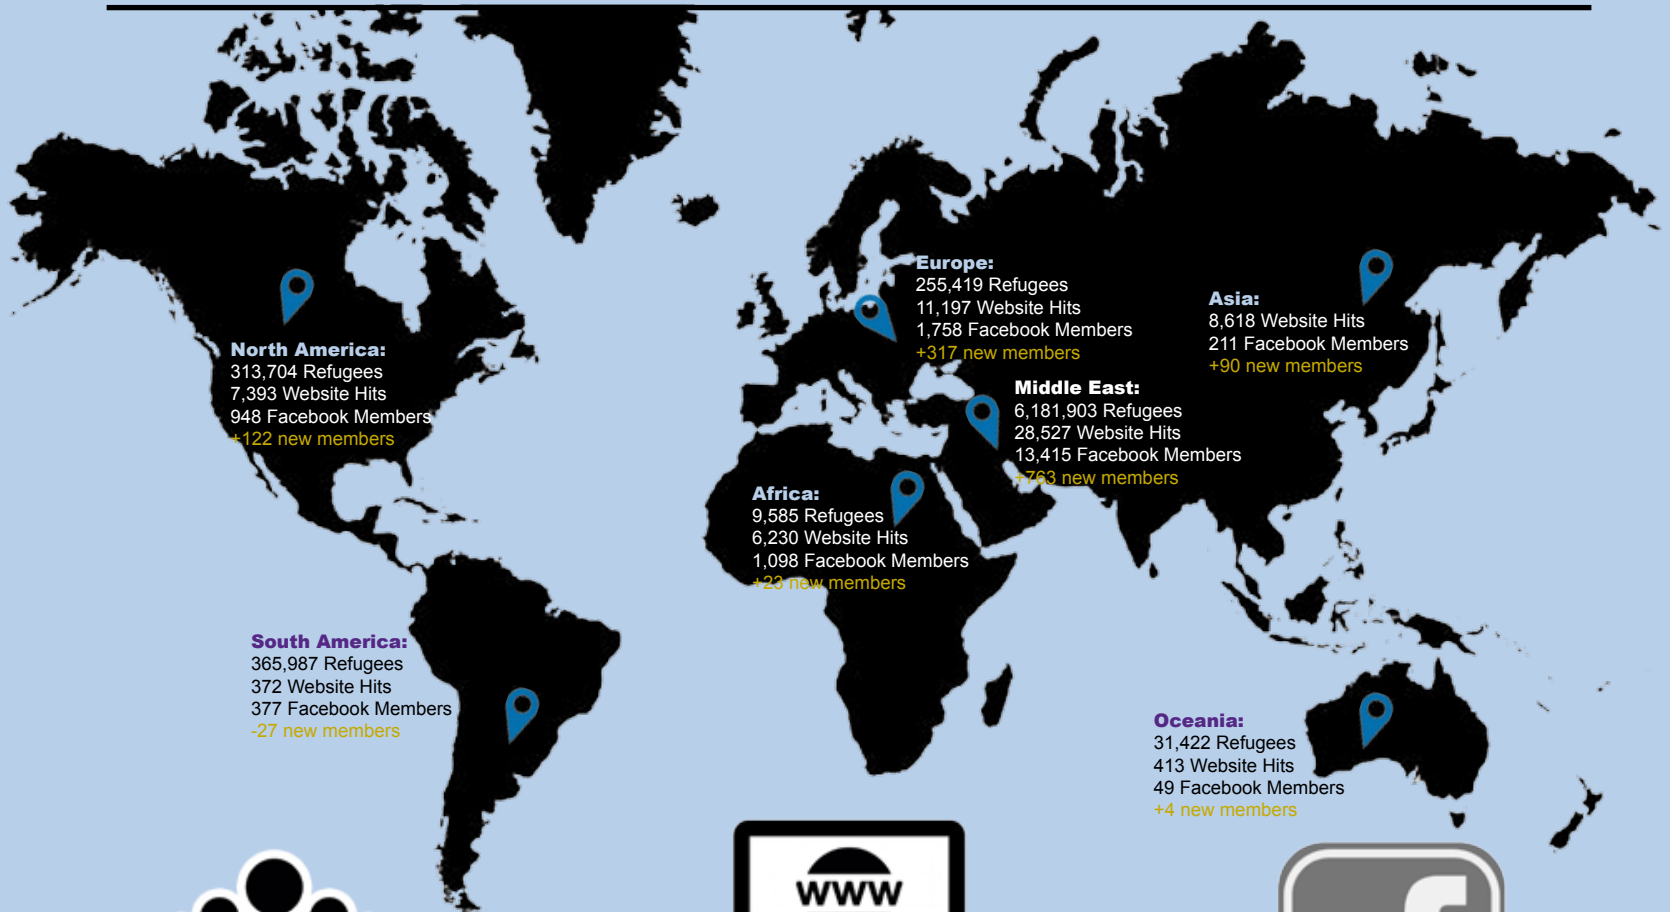 North America:
313,704 Refugees
7,393 Website Hits
948 Facebook Members
+122 new members
Europe:
255,419 Refugees
11,197 Website Hits
1,758 Facebook Members
+317 new members
Asia:
8,618 Website Hits
211 Facebook Members
+90 new members
Middle East:
6,181,903 Refugees
28,527 Website Hits
13,415 Facebook Members
+763 new members
Africa:
9,585 Refugees
6,230 Website Hits
1,098 Facebook Members
+23 new members
South America:
365,987 Refugees
372 Website Hits
377 Facebook Members
-27 new members
Oceania:
31,422 Refugees
413 Website Hits
49 Facebook Members
+4 new members
www
f